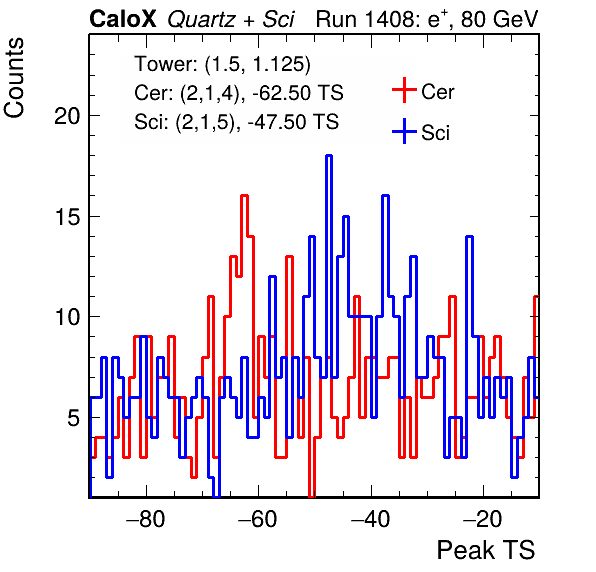 CaloX Quartz + Sci Run 1408: e+, 80 GeV
Counts
Tower: (1.5, 1.125)
Cer: (2,1,4), -62.50 TS
Sci: (2,1,5), -47.50 TS
Cer
Sci
20
15
10
5
−80 −60 −40 −20
Peak TS